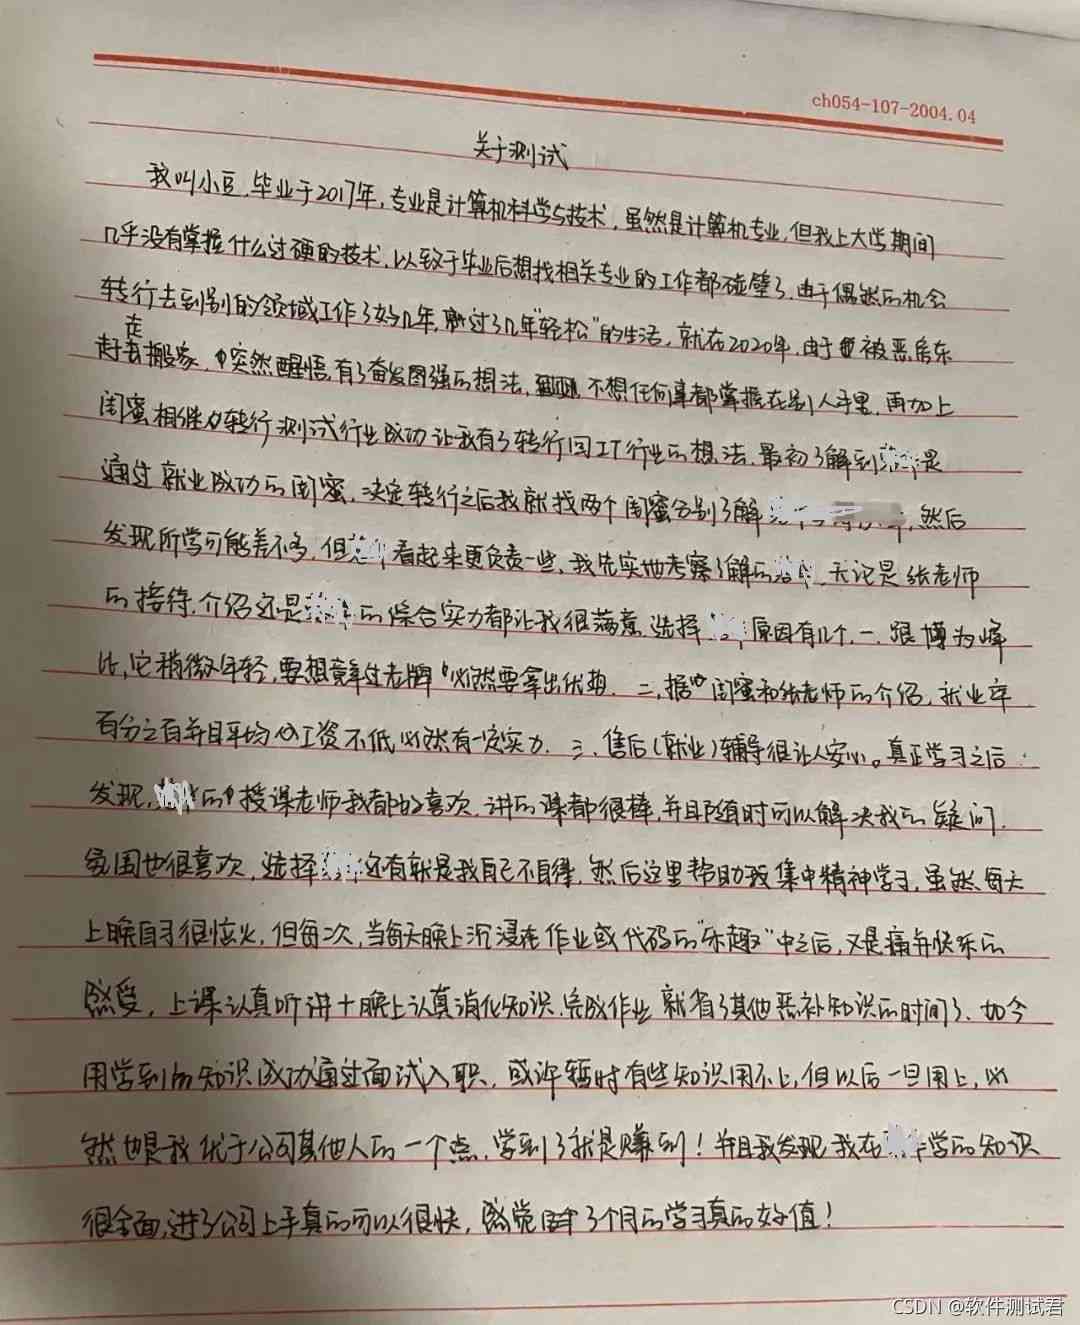 ch054-107-2004.04
关于测试
我叫小豆，毕业于2017年，专业是计算机科学与技术，虽然是计算机专业，但我上大学期间
几乎没有掌握什么过硬的技术，以致于毕业后想找相关专业的工作都碰壁了，由于偶然的机会
转行去到别的领域工作了好几年，过了几年“轻松”的生活，就在2020年，由于被恶房东
赶走搬家，突然醒悟，有了奋发图强的想法，不想任何事都掌握在别人手里，再加上
闺蜜相继转行测试行业成功让我有了转行回IT行业的想法，最初了解到是
通过就业成功的闺蜜，决定转行之后我就找两个闺蜜分别了解，然后
发现所学可能差不多，但看起来更负责一些，我先实地考察了解的，无论是张老师
的接待，介绍还是的综合实力都让我很满意，选择原因有几个，一、跟博为峰
比，它稍微年轻，要想竞过老牌必然要拿出优势，二、据闺蜜和张老师的介绍，就业率
百分之百并且平均工资不低必然有一定实力，三、售后（就业）辅导很让人安心。真正学习之后
发现，的授课老师我都喜欢，讲的课都很棒，并且随时可以解决我的疑问，
氛围也很喜欢，选择还有就是我自己不自律，然后这里帮助我集中精神学习，虽然每天
上晚自习很恼火，但每次，当每天晚上沉浸在作业或代码的“乐趣”中之后，又是痛并快乐的
感受，上课认真听讲+晚上认真消化知识，完成作业就省了其他恶补知识的时间了，如今
用学到的知识成功通过面试入职，或许暂时有些知识用不上，但以后一旦用上，必
然也是我优于公司其他人的一个点，学到了就是赚到！并且我发现我在学的知识
很全面，进了公司上手真的可以很快，感觉3个月的学习真的好值！
CSDN @软件测试君